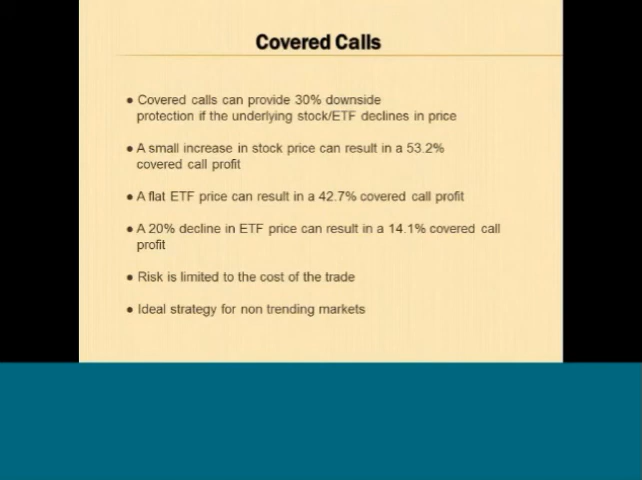 Covered Calls
● Covered calls can provide 30% downside
protection if the underlying stock/ETF declines in price
● A small increase in stock price can result in a 53.2%
covered call profit
● A flat ETF price can result in a 42.7% covered call profit
● A 20% decline in ETF price can result in a 14.1% covered call
profit
● Risk is limited to the cost of the trade
● Ideal strategy for non trending markets